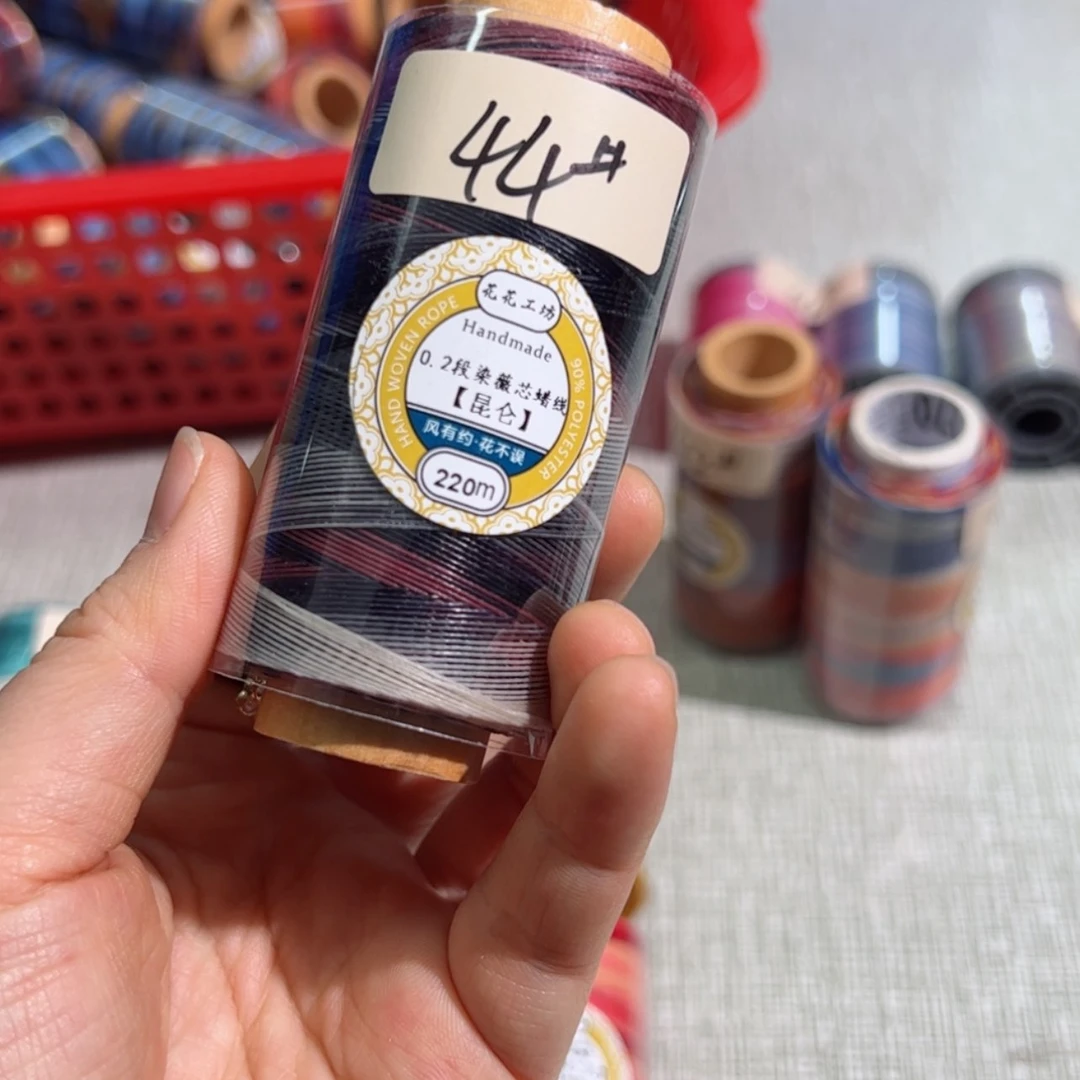 44#
花花工坊
Handmade
HAND WOVEN ROPE
90% POLYESTER
0.2段染薇芯蜡线
【昆仑】
风有约·花不误
220m